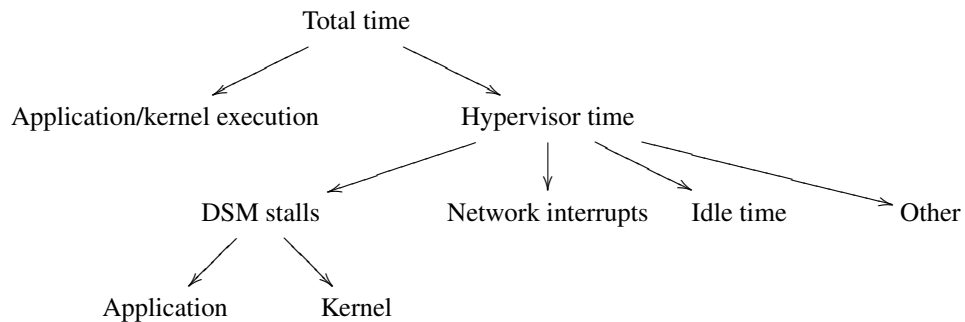 Total time
Application/kernel execution
Hypervisor time
DSM stalls
Network interrupts
Idle time
Other
Application
Kernel